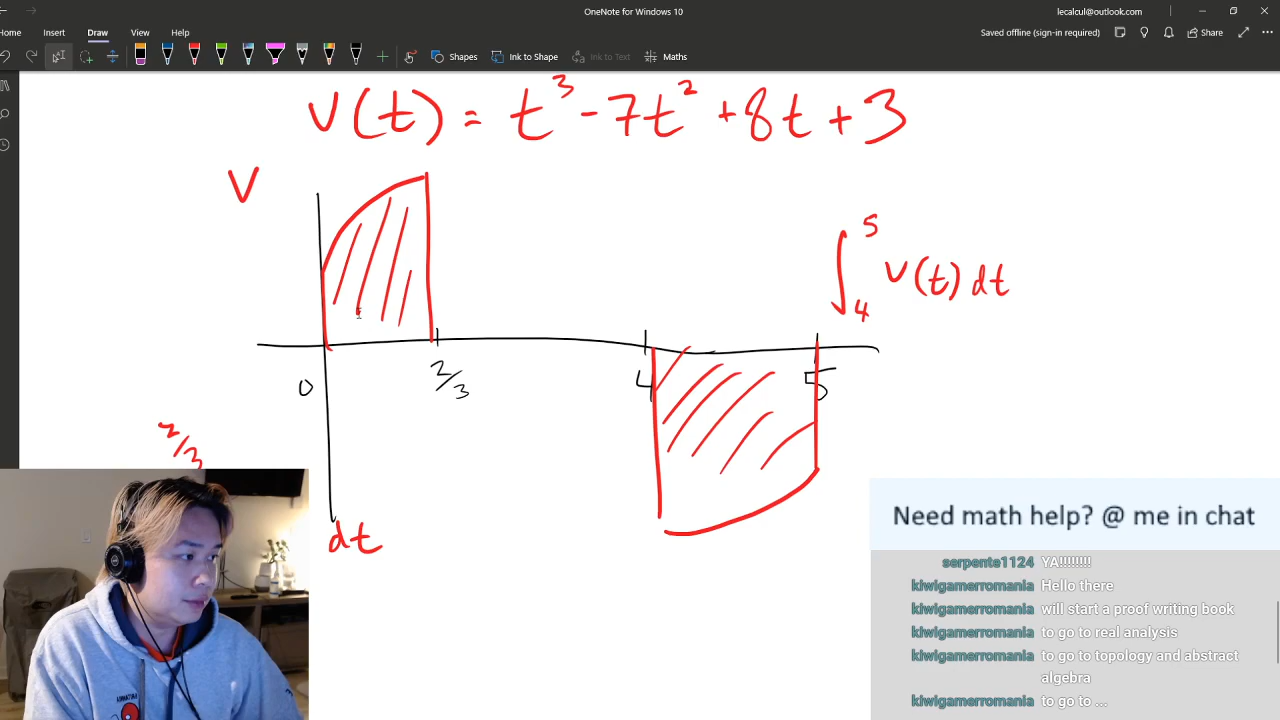 OneNote for Windows 10
lecalcul@outlook.com
Home Insert Draw View Help
Saved offline (sign-in required)
Share
Shapes Ink to Shape Ink to Text Maths
V(t) = t³ - 7t² + 8t + 3
V
∫₄⁵ V(t) dt
0 2/3 4 5
2/3
dt
Need math help? @ me in chat
serpente1124 YA!!!!!!!!
kiwigamerromania Hello there
kiwigamerromania will start a proof writing book
kiwigamerromania to go to real analysis
kiwigamerromania to go to topology and abstract
algebra
kiwigamerromania to go to ...